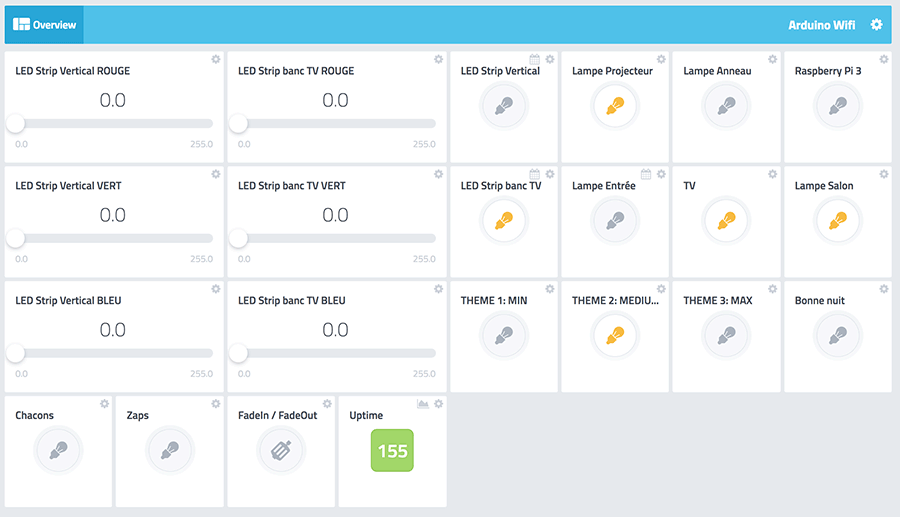 Overview
Arduino Wifi
LED Strip Vertical ROUGE
0.0
0.0 255.0
LED Strip banc TV ROUGE
0.0
0.0 255.0
LED Strip Vertical
Lampe Projecteur
Lampe Anneau
Raspberry Pi 3
LED Strip Vertical VERT
0.0
0.0 255.0
LED Strip banc TV VERT
0.0
0.0 255.0
LED Strip banc TV
Lampe Entrée
TV
Lampe Salon
LED Strip Vertical BLEU
0.0
0.0 255.0
LED Strip banc TV BLEU
0.0
0.0 255.0
THEME 1: MIN
THEME 2: MEDIU...
THEME 3: MAX
Bonne nuit
Chacons
Zaps
FadeIn / FadeOut
Uptime
155